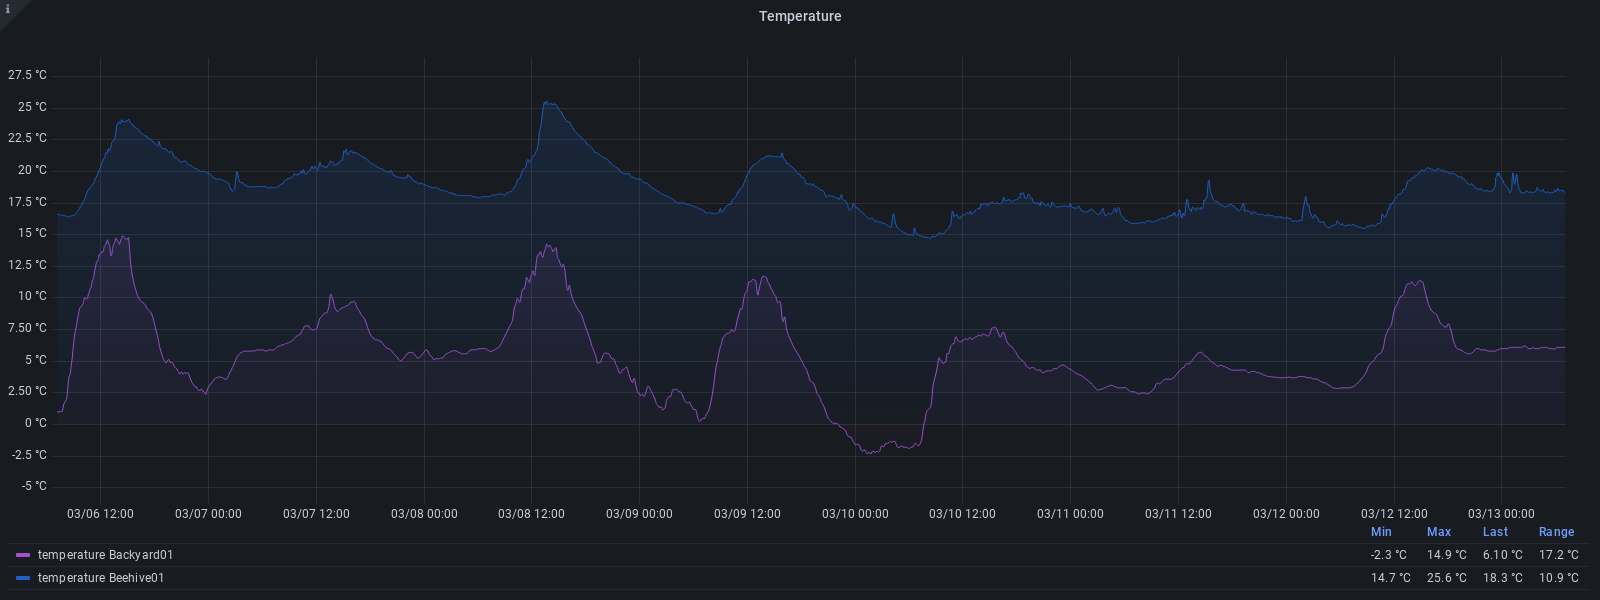 i
Temperature
27.5 °C
25 °C
22.5 °C
20 °C
17.5 °C
15 °C
12.5 °C
10 °C
7.50 °C
5 °C
2.50 °C
0 °C
-2.5 °C
-5 °C
03/06 12:00 03/07 00:00 03/07 12:00 03/08 00:00 03/08 12:00 03/09 00:00 03/09 12:00 03/10 00:00 03/10 12:00 03/11 00:00 03/11 12:00 03/12 00:00 03/12 12:00 03/13 00:00
Min Max Last Range
temperature Backyard01 -2.3 °C 14.9 °C 6.10 °C 17.2 °C
temperature Beehive01 14.7 °C 25.6 °C 18.3 °C 10.9 °C